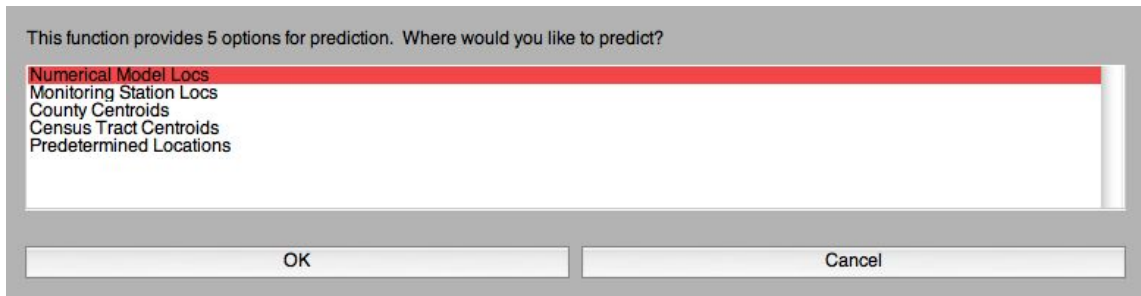 This function provides 5 options for prediction.  Where would you like to predict?
Numerical Model Locs
Monitoring Station Locs
County Centroids
Census Tract Centroids
Predetermined Locations
OK
Cancel